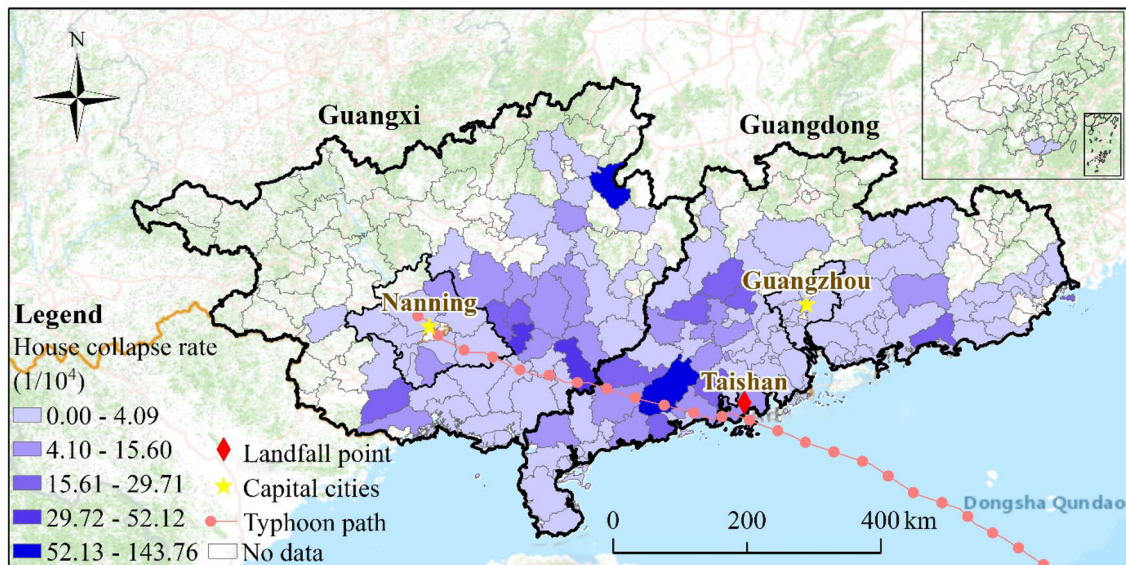 N
Guangxi
Guangdong
Nanning
Guangzhou
Taishan
Legend
House collapse rate
(1/10⁴)
0.00 - 4.09
4.10 - 15.60
15.61 - 29.71
29.72 - 52.12
52.13 - 143.76
Landfall point
Capital cities
Typhoon path
No data
0 200 400 km
Dongsha Qundao